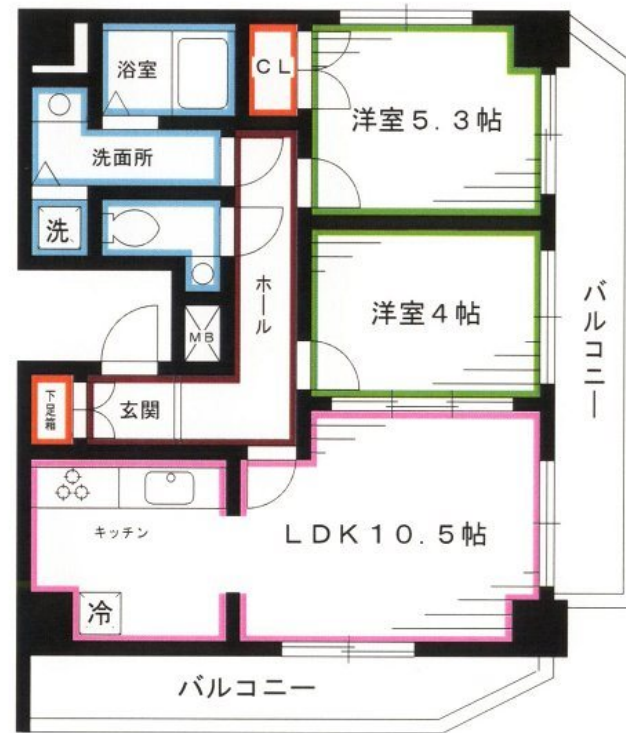 浴室
CL
洋室5.3帖
洗面所
洗
ホール
洋室4帖
バルコニー
MB
下足箱
玄関
キッチン
LDK10.5帖
冷
バルコニー